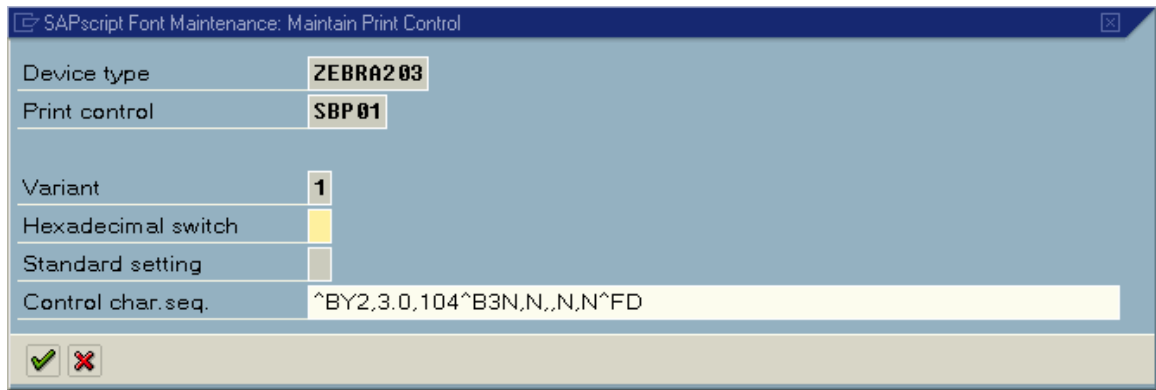 SAPscript Font Maintenance: Maintain Print Control
Device type ZEBRA203
Print control SBP01
Variant 1
Hexadecimal switch
Standard setting
Control char.seq. ^BY2,3.0,104^B3N,N,,N,N^FD